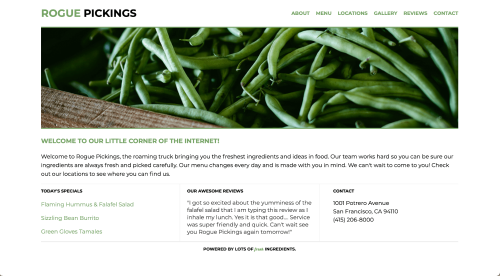 ROGUE PICKINGS
ABOUT MENU LOCATIONS GALLERY REVIEWS CONTACT
WELCOME TO OUR LITTLE CORNER OF THE INTERNET!
Welcome to Rogue Pickings, the roaming truck bringing you the freshest ingredients and ideas in food. Our team works hard so you can be sure our
ingredients are always fresh and picked carefully. Our menu changes every day and is made with you in mind. We can't wait to come to you! Check
out our locations to see where you can find us.
TODAY'S SPECIALS
Flaming Hummus & Falafel Salad
Sizzling Bean Burrito
Green Gloves Tamales
OUR AWESOME REVIEWS
"I got so excited about the yumminess of the
falafel salad that I am typing this review as I
inhale my lunch. Yes it is that good.... Service
was super friendly and quick. Can't wait see
you Rogue Pickings again tomorrow!"
CONTACT
1001 Potrero Avenue
San Francisco, CA 94110
(415) 206-8000
POWERED BY LOTS OF fresh INGREDIENTS.